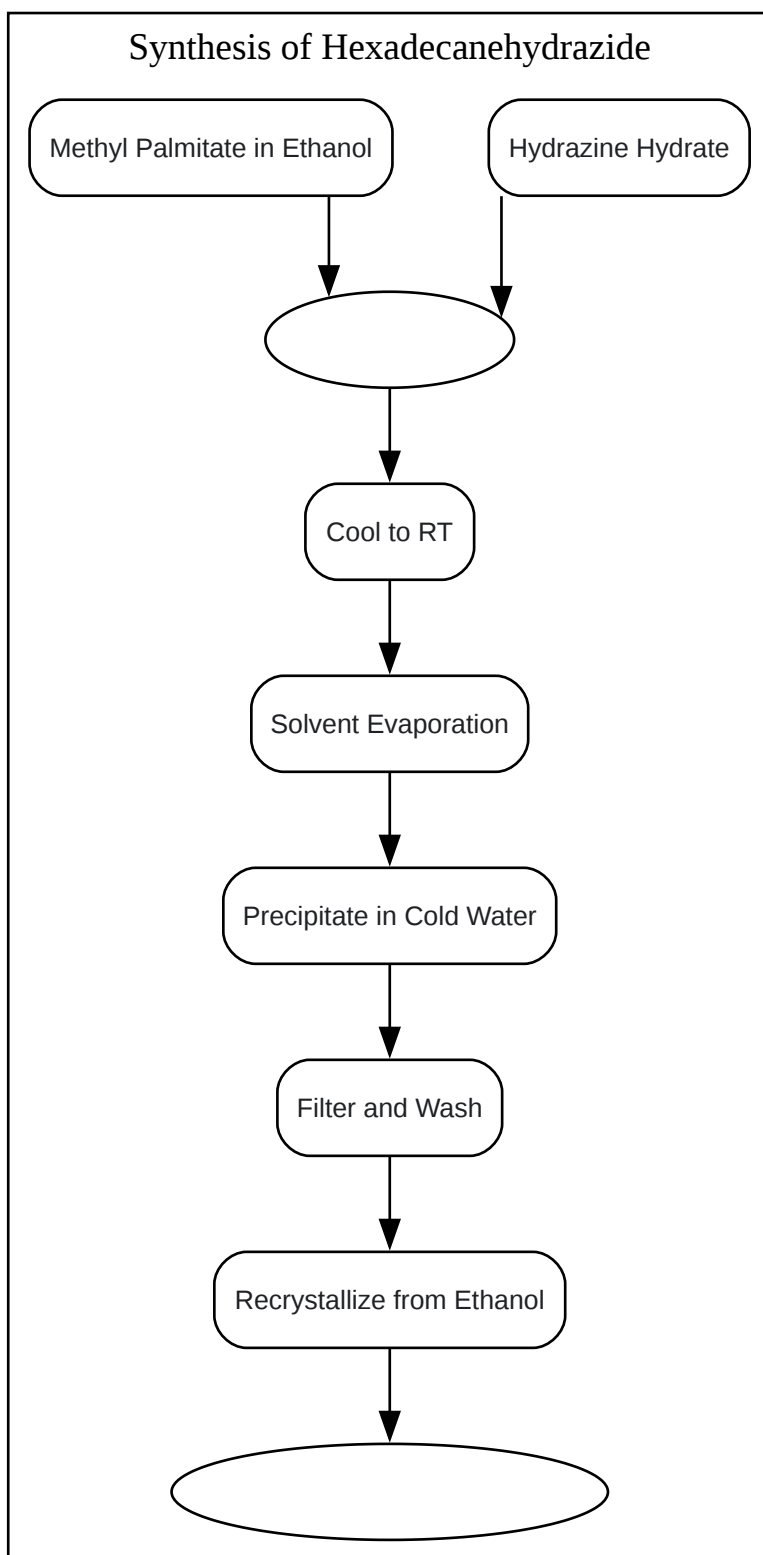 Synthesis of Hexadecanehydrazide
Methyl Palmitate in Ethanol
Hydrazine Hydrate
Cool to RT
Solvent Evaporation
Precipitate in Cold Water
Filter and Wash
Recrystallize from Ethanol